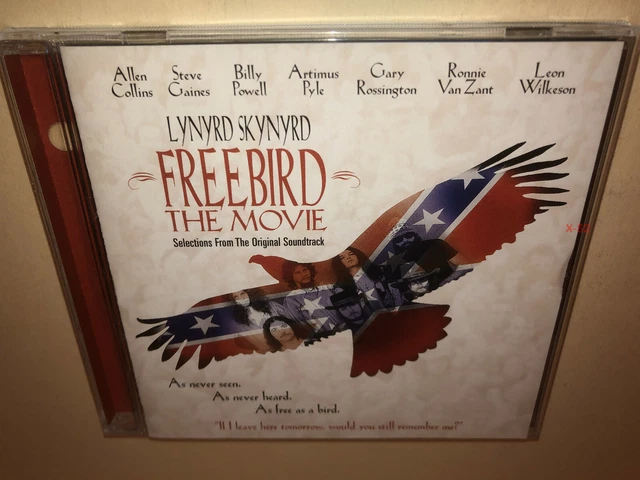 Allen Steve Billy Artimus Gary Ronnie Leon
Collins Gaines Powell Pyle Rossington Van Zant Wilkeson
LYNYRD SKYNYRD
FREEBIRD
THE MOVIE
Selections From The Original Soundtrack
As never seen.
As never heard.
As free as a bird.
"If I leave here tomorrow, would you still remember me?"